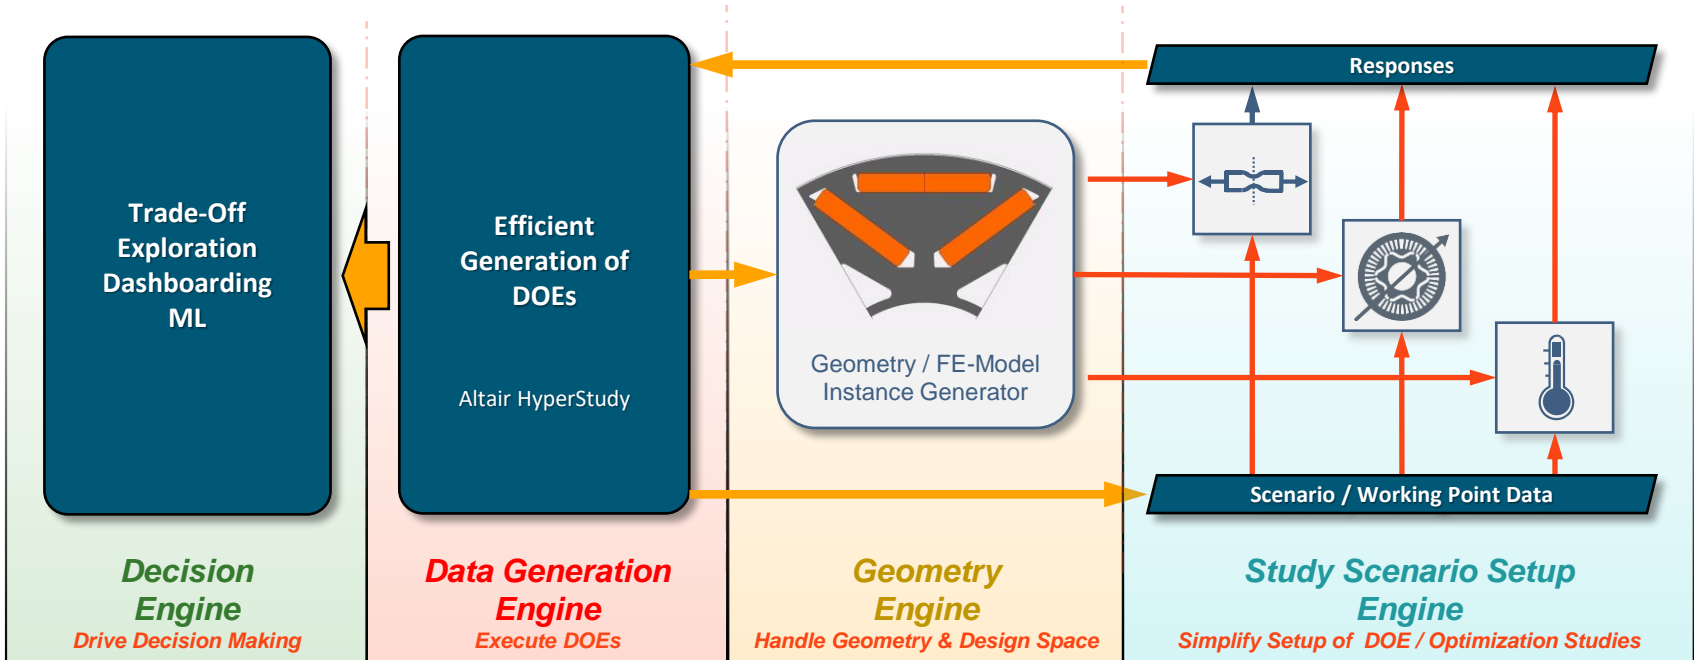 Trade-Off
Exploration
Dashboarding
ML
Efficient
Generation of
DOEs
Altair HyperStudy
Geometry / FE-Model
Instance Generator
Responses
Scenario / Working Point Data
Decision
Engine
Drive Decision Making
Data Generation
Engine
Execute DOEs
Geometry
Engine
Handle Geometry & Design Space
Study Scenario Setup
Engine
Simplify Setup of DOE / Optimization Studies